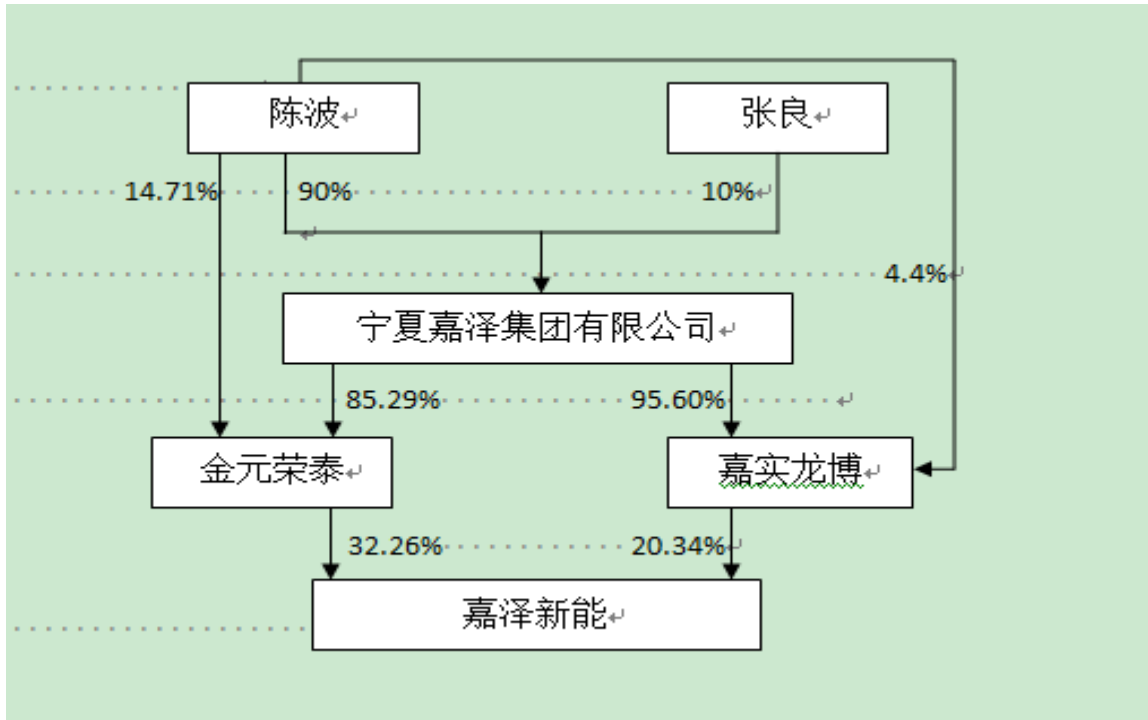 陈波
张良
14.71%
90%
10%
4.4%
宁夏嘉泽集团有限公司
85.29%
95.60%
金元荣泰
嘉实龙博
32.26%
20.34%
嘉泽新能